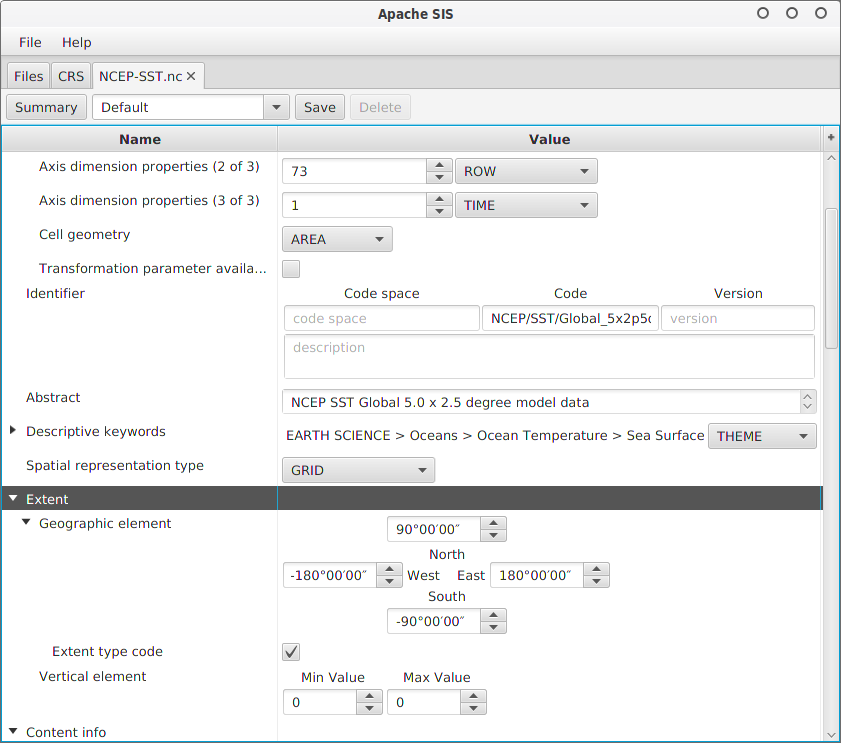 Apache SIS
File Help
Files CRS NCEP-SST.nc
Summary Default Save Delete
Name Value
Axis dimension properties (2 of 3) 73 ROW
Axis dimension properties (3 of 3) 1 TIME
Cell geometry AREA
Transformation parameter availa...
Identifier Code space Code Version
code space NCEP/SST/Global_5x2p5d version
description
Abstract NCEP SST Global 5.0 x 2.5 degree model data
Descriptive keywords EARTH SCIENCE > Oceans > Ocean Temperature > Sea Surface THEME
Spatial representation type GRID
Extent
Geographic element 90°00′00″
North
-180°00′00″ West East 180°00′00″
South
-90°00′00″
Extent type code
Vertical element Min Value Max Value
0 0
Content info